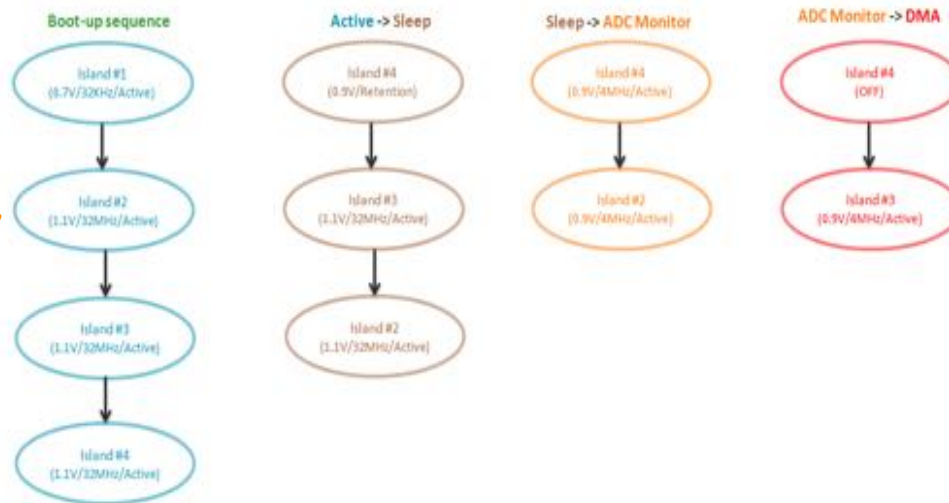 Boot-up sequence
Island #1
(0.7V/32KHz/Active)
Island #2
(1.1V/32MHz/Active)
Island #3
(1.1V/32MHz/Active)
Island #4
(1.1V/32MHz/Active)
Active -> Sleep
Island #4
(0.9V/Retention)
Island #3
(1.1V/32MHz/Active)
Island #2
(1.1V/32MHz/Active)
Sleep -> ADC Monitor
Island #4
(0.9V/4MHz/Active)
Island #2
(0.9V/4MHz/Active)
ADC Monitor -> DMA
Island #4
(OFF)
Island #3
(0.9V/4MHz/Active)